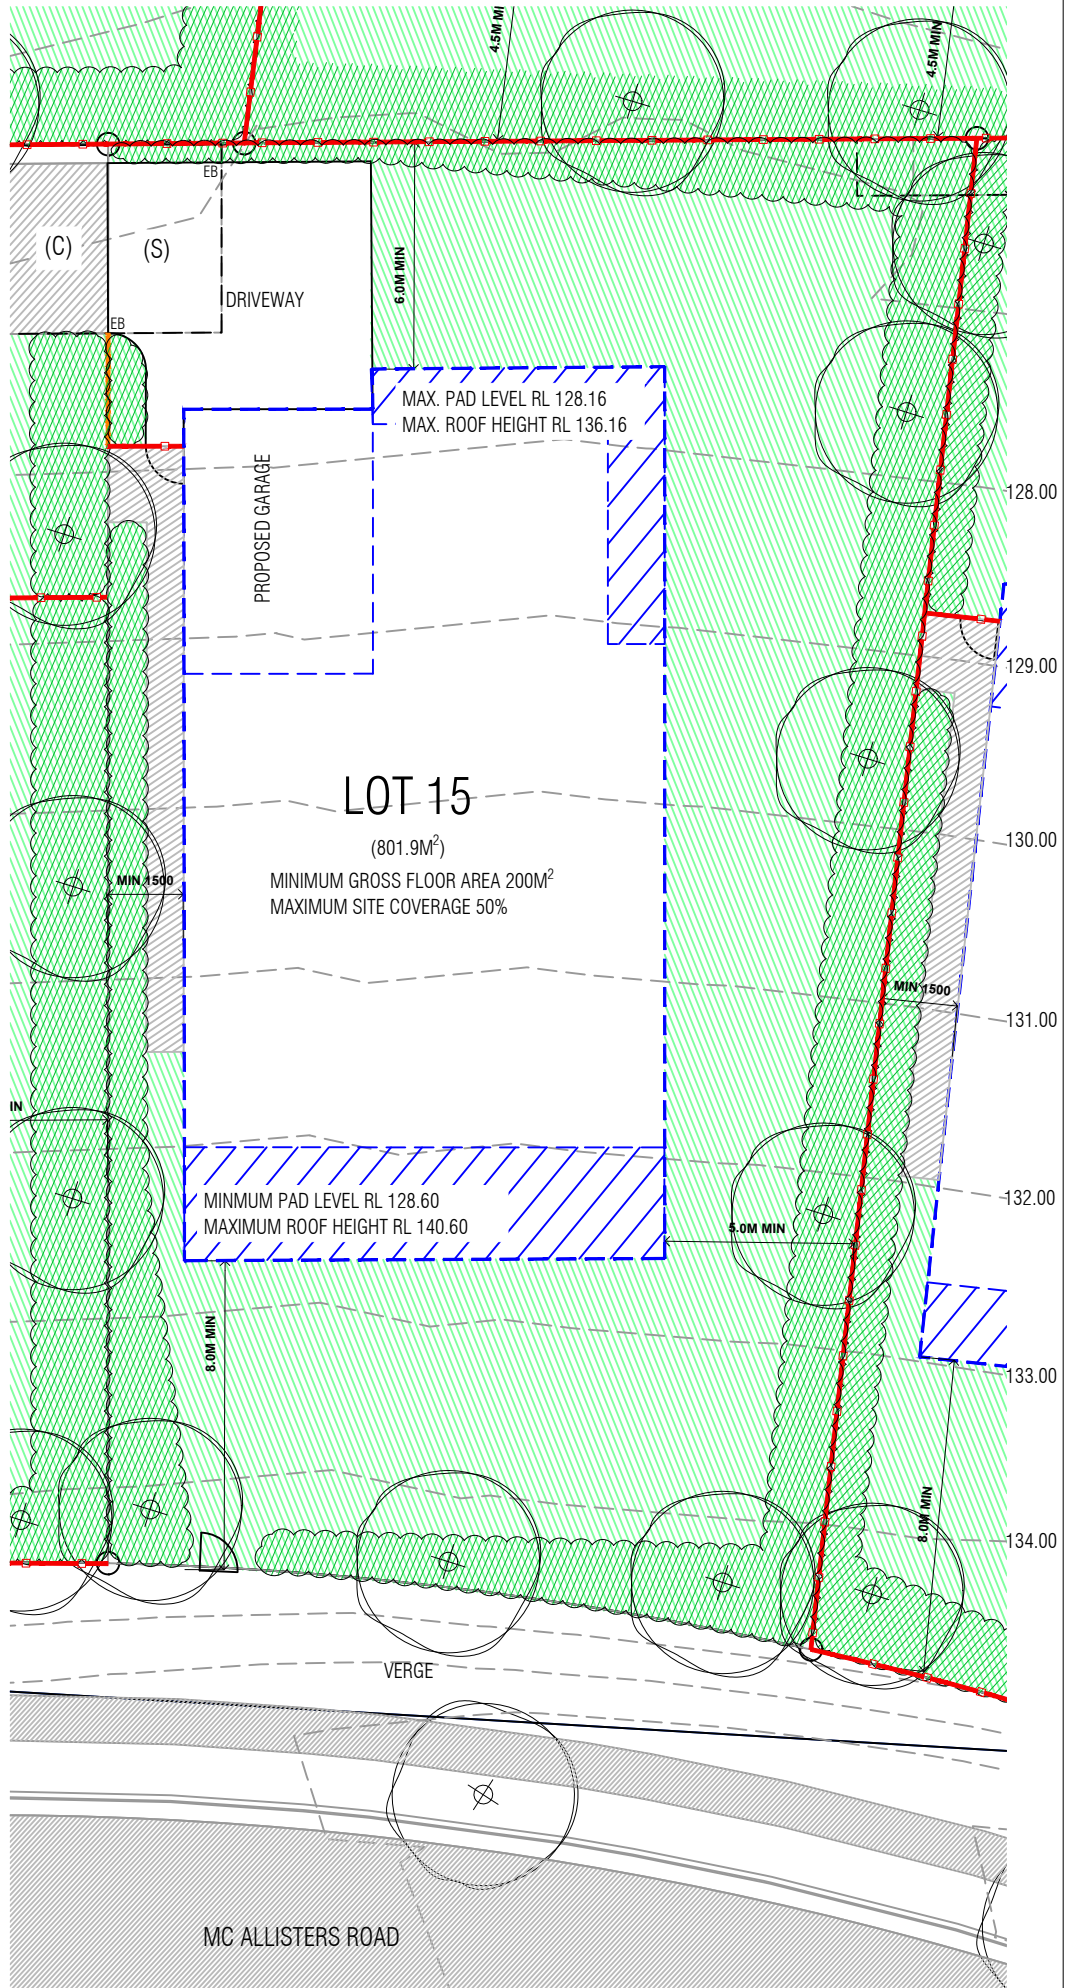 4.5M MI
4.5M MIN
EB
(C)
(S)
DRIVEWAY
6.0M MIN
EB
MAX. PAD LEVEL RL 128.16
MAX. ROOF HEIGHT RL 136.16
PROPOSED GARAGE
128.00
129.00
LOT 15
(801.9M²)
MINIMUM GROSS FLOOR AREA 200M²
MAXIMUM SITE COVERAGE 50%
130.00
MIN 1500
MIN 1500
131.00
IN
MINMUM PAD LEVEL RL 128.60
MAXIMUM ROOF HEIGHT RL 140.60
132.00
5.0M MIN
8.0M MIN
133.00
8.0M MIN
134.00
VERGE
MC ALLISTERS ROAD